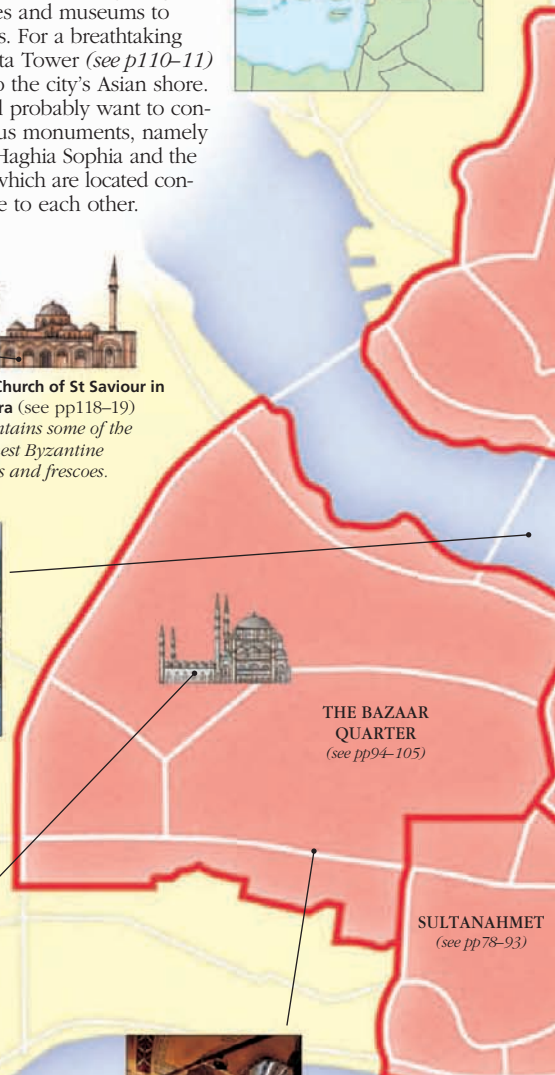 es and museums to
s. For a breathtaking
ta Tower (see p110–11)
o the city's Asian shore.
l probably want to con-
us monuments, namely
Haghia Sophia and the
which are located con-
e to each other.
Church of St Saviour in
ra (see pp118–19)
ntains some of the
est Byzantine
s and frescoes.
THE BAZAAR
QUARTER
(see pp94–105)
SULTANAHMET
(see pp78–93)